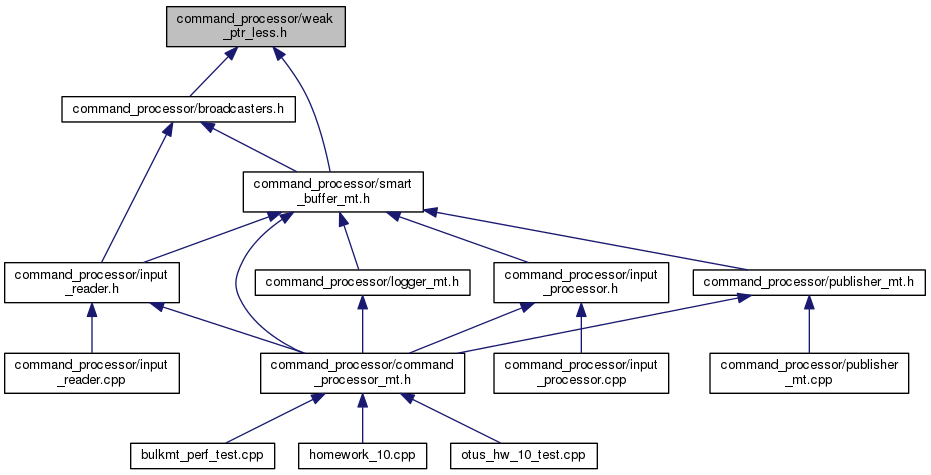 command_processor/weak
_ptr_less.h
command_processor/broadcasters.h
command_processor/smart
_buffer_mt.h
command_processor/input
_reader.h
command_processor/logger_mt.h
command_processor/input
_processor.h
command_processor/publisher_mt.h
command_processor/input
_reader.cpp
command_processor/command
_processor_mt.h
command_processor/input
_processor.cpp
command_processor/publisher
_mt.cpp
bulkmt_perf_test.cpp
homework_10.cpp
otus_hw_10_test.cpp